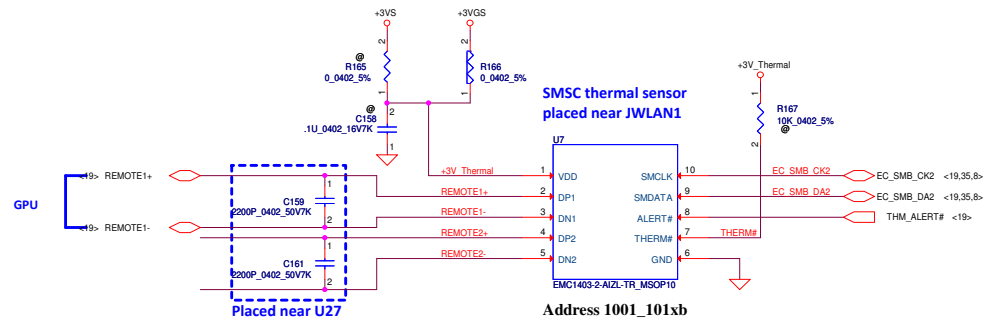 +3VS
+3VGS
@
2
R165
0_0402_5%
1
2
R166
0_0402_5%
1
@
C158
.1U_0402_16V7K
2
1
SMSC thermal sensor
placed near JWLAN1
+3V_Thermal
1
R167
10K_0402_5%
@
2
U7
GPU
<19> REMOTE1+
<19> REMOTE1-
1
C159
2200P_0402_50V7K
2
1
C161
2200P_0402_50V7K
2
Placed near U27
+3V_Thermal
REMOTE1+
REMOTE1-
REMOTE2+
REMOTE2-
1 VDD
2 DP1
3 DN1
4 DP2
5 DN2
SMCLK 10
SMDATA 9
ALERT# 8
THERM# 7
GND 6
EC_SMB_CK2
EC_SMB_DA2
THERM#
EC_SMB_CK2 <19,35,8>
EC_SMB_DA2 <19,35,8>
THM_ALERT# <19>
EMC1403-2-AIZL-TR_MSOP10
Address 1001_101xb